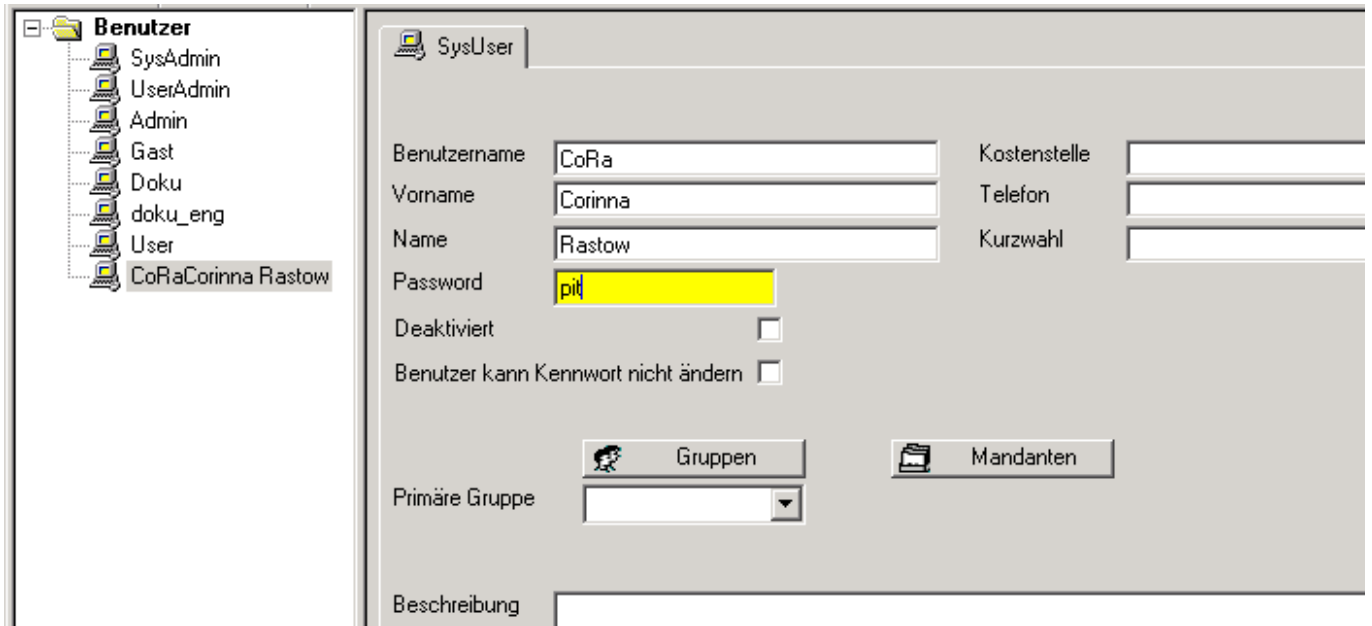 Benutzer
SysAdmin
UserAdmin
Admin
Gast
Doku
doku_eng
User
CoRaCorinna Rastow
SysUser
Benutzername CoRa Kostenstelle
Vorname Corinna Telefon
Name Rastow Kurzwahl
Password pit
Deaktiviert
Benutzer kann Kennwort nicht ändern
Gruppen Mandanten
Primäre Gruppe
Beschreibung